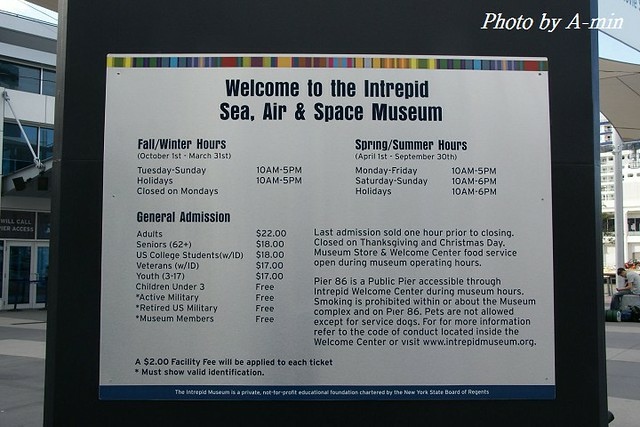 Photo by A-min
Welcome to the Intrepid
Sea, Air & Space Museum
Fall/Winter Hours
(October 1st - March 31st)
Tuesday-Sunday 10AM-5PM
Holidays 10AM-5PM
Closed on Mondays
Spring/Summer Hours
(April 1st - September 30th)
Monday-Friday 10AM-5PM
Saturday-Sunday 10AM-6PM
Holidays 10AM-6PM
General Admission
Adults $22.00
Seniors (62+) $18.00
US College Students(w/ID) $18.00
Veterans (w/ID) $17.00
Youth (3-17) $17.00
Children Under 3 Free
*Active Military Free
*Retired US Military Free
*Museum Members Free
Last admission sold one hour prior to closing.
Closed on Thanksgiving and Christmas Day.
Museum Store & Welcome Center food service
open during museum operating hours.
Pier 86 is a Public Pier accessible through
Intrepid Welcome Center during museum hours.
Smoking is prohibited within or about the Museum
complex and on Pier 86. Pets are not allowed
except for service dogs. For for more information
refer to the code of conduct located inside the
Welcome Center or visit www.intrepidmuseum.org.
A $2.00 Facility Fee will be applied to each ticket
* Must show valid identification.
The Intrepid Museum is a private, not-for-profit educational foundation chartered by the New York State Board of Regents
WILL CALL
PIER ACCESS